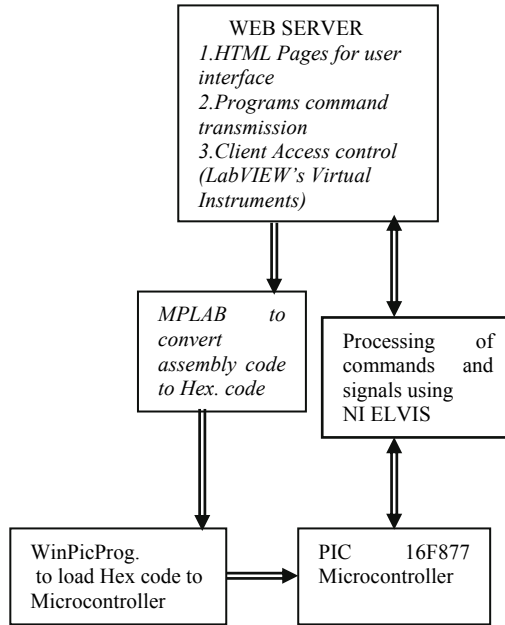 WEB SERVER
1.HTML Pages for user
interface
2.Programs command
transmission
3.Client Access control
(LabVIEW's Virtual
Instruments)
MPLAB to
convert
assembly code
to Hex. code
Processing of
commands and
signals using
NI ELVIS
WinPicProg.
to load Hex code to
Microcontroller
PIC 16F877
Microcontroller